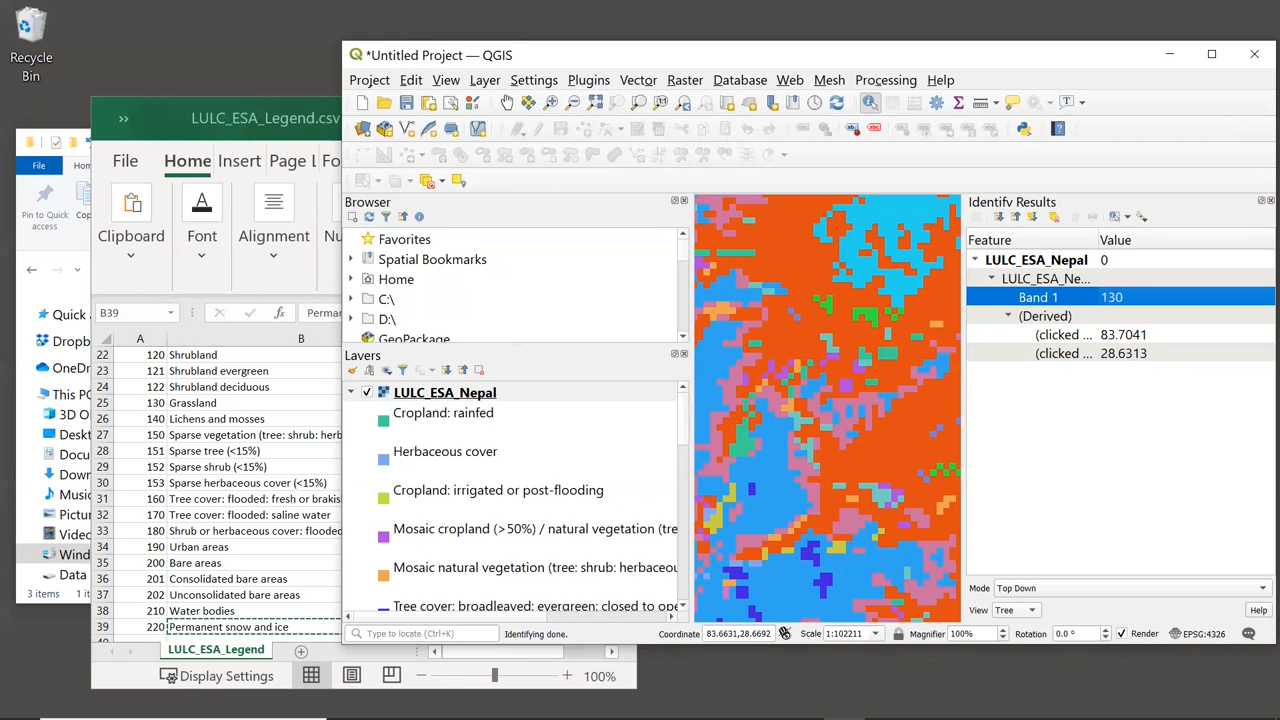 Recycle
Bin
*Untitled Project — QGIS
Project Edit View Layer Settings Plugins Vector Raster Database Web Mesh Processing Help
LULC_ESA_Legend.csv
File Home Insert Page L Fo
File Hom
Pin to Quick
access
Cop
Clipboard Font Alignment Nu
B39 Perma
A B
22 120 Shrubland
23 121 Shrubland evergreen
24 122 Shrubland deciduous
25 130 Grassland
26 140 Lichens and mosses
27 150 Sparse vegetation (tree: shrub: herb
28 151 Sparse tree (<15%)
29 152 Sparse shrub (<15%)
30 153 Sparse herbaceous cover (<15%)
31 160 Tree cover: flooded: fresh or brakis
32 170 Tree cover: flooded: saline water
33 180 Shrub or herbaceous cover: flooded
34 190 Urban areas
35 200 Bare areas
36 201 Consolidated bare areas
37 202 Unconsolidated bare areas
38 210 Water bodies
39 220 Permanent snow and ice
LULC_ESA_Legend
Display Settings
100%
Quick
Dropb
OneDr
This PC
3D O
Deskt
Docu
Down
Music
Pictur
Video
Wind
Data
3 items 1 i
Browser
Favorites
Spatial Bookmarks
Home
C:\
D:\
GeoPackage
Layers
LULC_ESA_Nepal
Cropland: rainfed
Herbaceous cover
Cropland: irrigated or post-flooding
Mosaic cropland (>50%) / natural vegetation (tre
Mosaic natural vegetation (tree: shrub: herbaceou
Tree cover: broadleaved: evergreen: closed to ope
Identify Results
Feature Value
LULC_ESA_Nepal 0
LULC_ESA_Ne...
Band 1 130
(Derived)
(clicked ... 83.7041
(clicked ... 28.6313
Mode Top Down
View Tree Help
Type to locate (Ctrl+K) Identifying done. Coordinate 83.6631,28.6692 Scale 1:102211 Magnifier 100% Rotation 0.0 ° Render EPSG:4326